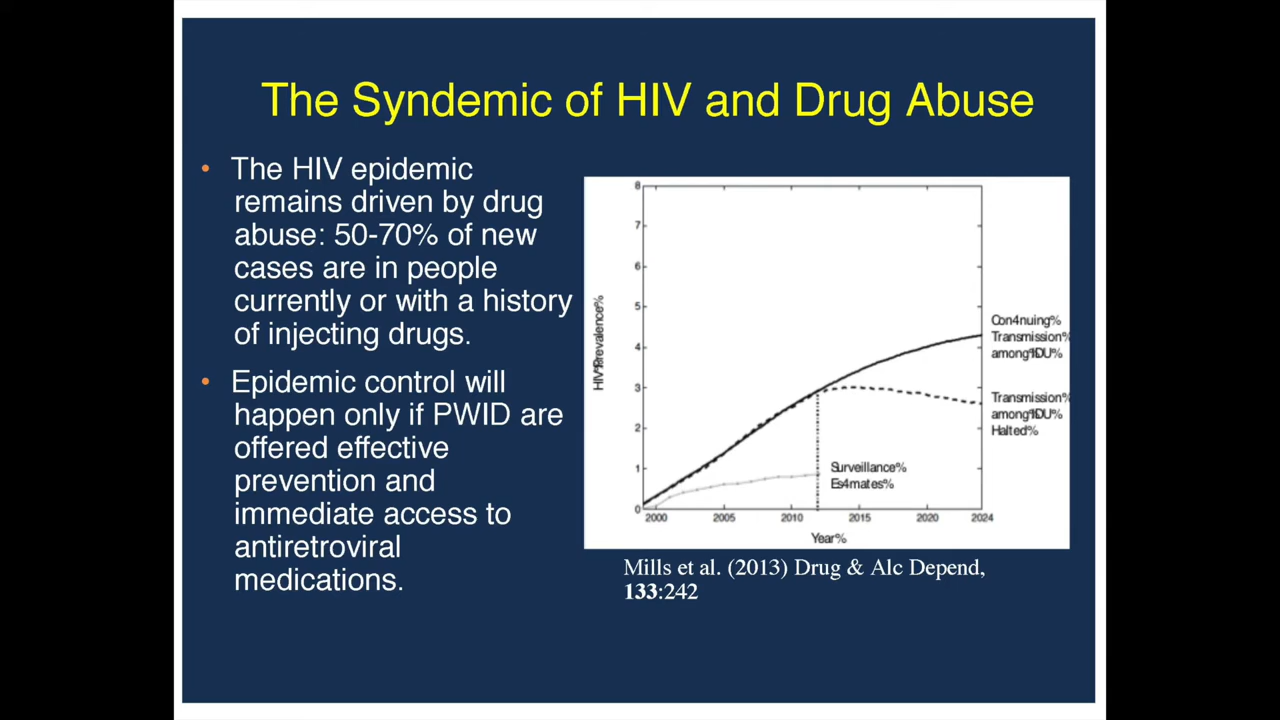 The Syndemic of HIV and Drug Abuse
• The HIV epidemic
remains driven by drug
abuse: 50-70% of new
cases are in people
currently or with a history
of injecting drugs.
• Epidemic control will
happen only if PWID are
offered effective
prevention and
immediate access to
antiretroviral
medications.
8
7
6
5
4
3
2
1
0
HIV%Prevalence%
2000 2005 2010 2015 2020 2024
Year%
Con4nuing%
Transmission%
among%IDU%
Transmission%
among%IDU%
Halted%
Surveillance%
Es4mates%
Mills et al. (2013) Drug & Alc Depend,
133:242